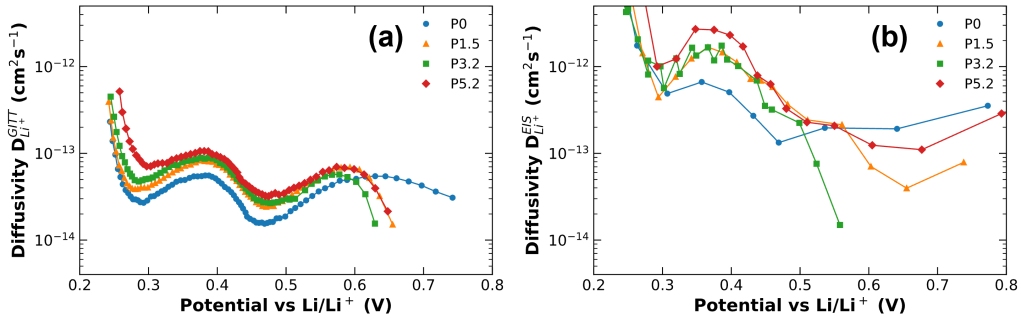 (a)
P0
P1.5
P3.2
P5.2
10⁻¹²
10⁻¹³
10⁻¹⁴
0.2 0.3 0.4 0.5 0.6 0.7 0.8
Potential vs Li/Li⁺ (V)
Diffusivity D_{Li⁺}^{GITT} (cm²s⁻¹)
(b)
P0
P1.5
P3.2
P5.2
10⁻¹²
10⁻¹³
10⁻¹⁴
0.2 0.3 0.4 0.5 0.6 0.7 0.8
Potential vs Li/Li⁺ (V)
Diffusivity D_{Li⁺}^{EIS} (cm²s⁻¹)